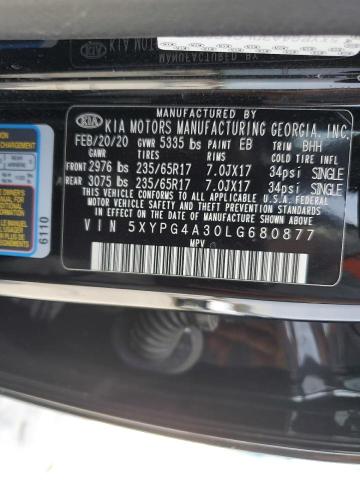 MANUFACTURED BY
KIA KIA MOTORS MANUFACTURING GEORGIA, INC.
FEB/20/20 GVWR 5335 lbs PAINT EB TRIM BHH
GAWR TIRES RIMS COLD TIRE INFL
FRONT 2976 lbs 235/65R17 7.0JX17 34psi SINGLE
REAR 3075 lbs 235/65R17 7.0JX17 34psi SINGLE
THIS VEHICLE CONFORMS TO ALL APPLICABLE U.S.A. FEDERAL
MOTOR VEHICLE SAFETY AND THEFT PREVENTION STANDARDS IN
EFFECT ON THE DATE OF MANUFACTURE SHOWN ABOVE.
VIN 5XYPG4A30LG680877
MPV
6110